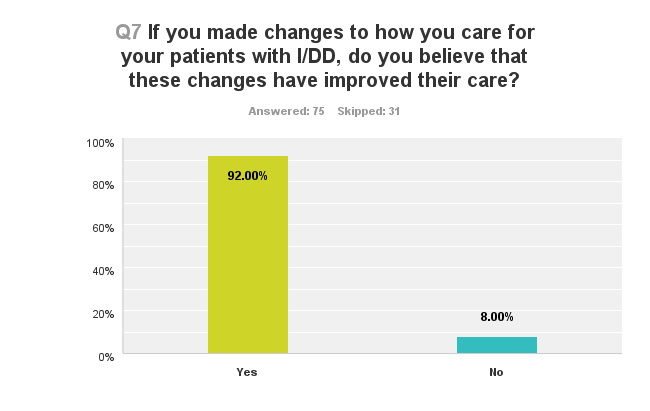 Q7 If you made changes to how you care for
your patients with I/DD, do you believe that
these changes have improved their care?
Answered: 75 Skipped: 31
100%
80%
60%
40%
20%
0%
92.00%
8.00%
Yes
No